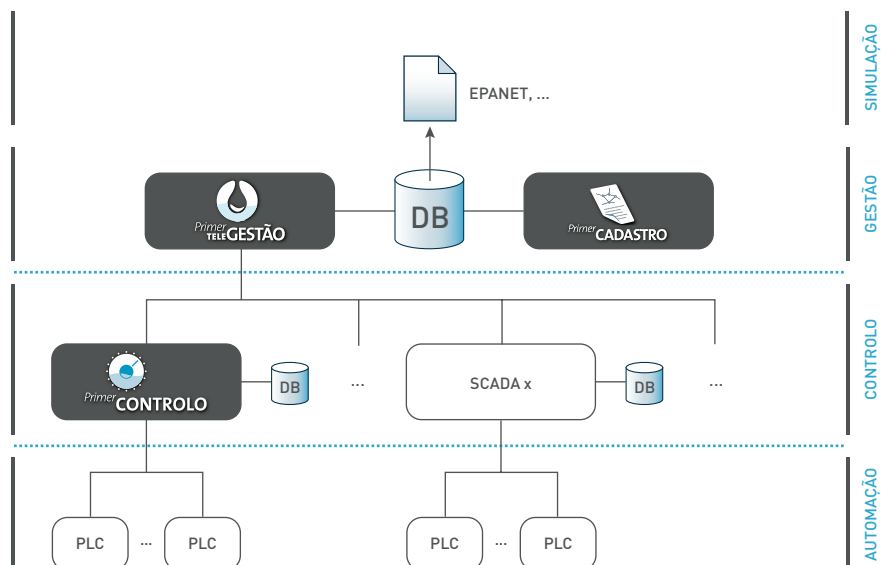 SIMULAÇÃO
EPANET, ...
GESTÃO
Primer
TELEGESTÃO
DB
Primer CADASTRO
CONTROLO
Primer CONTROLO
DB
...
SCADA x
DB
...
AUTOMAÇÃO
PLC
...
PLC
PLC
...
PLC